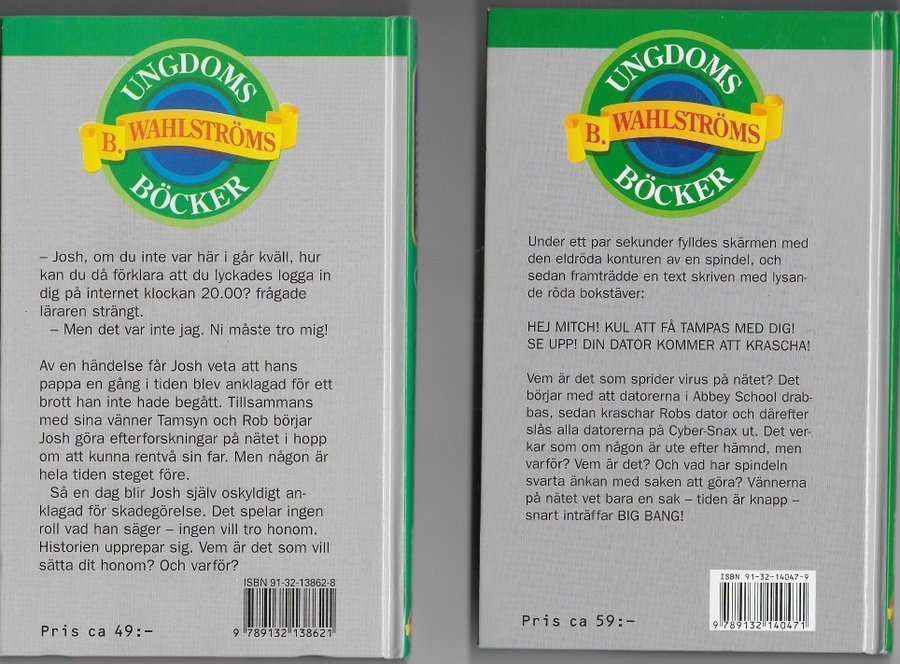 UNGDOMS
B. WAHLSTRÖMS
BÖCKER
– Josh, om du inte var här i går kväll, hur
kan du då förklara att du lyckades logga in
dig på internet klockan 20.00? frågade
läraren strängt.
– Men det var inte jag. Ni måste tro mig!
Av en händelse får Josh veta att hans
pappa en gång i tiden blev anklagad för ett
brott han inte hade begått. Tillsammans
med sina vänner Tamsyn och Rob börjar
Josh göra efterforskningar på nätet i hopp
om att kunna rentvå sin far. Men någon är
hela tiden steget före.
Så en dag blir Josh själv oskyldigt an-
klagad för skadegörelse. Det spelar ingen
roll vad han säger – ingen vill tro honom.
Historien upprepar sig. Vem är det som vill
sätta dit honom? Och varför?
ISBN 91-32-13862-8
Pris ca 49:-
9 789132 138621
UNGDOMS
B. WAHLSTRÖMS
BÖCKER
Under ett par sekunder fylldes skärmen med
den eldröda konturen av en spindel, och
sedan framträdde en text skriven med lysan-
de röda bokstäver:
HEJ MITCH! KUL ATT FÅ TAMPAS MED DIG!
SE UPP! DIN DATOR KOMMER ATT KRASCHA!
Vem är det som sprider virus på nätet? Det
börjar med att datorerna i Abbey School drab-
bas, sedan kraschar Robs dator och därefter
slås alla datorerna på Cyber-Snax ut. Det ver-
kar som om någon är ute efter hämnd, men
varför? Vem är det? Och vad har spindeln
svarta änkan med saken att göra? Vännerna
på nätet vet bara en sak – tiden är knapp –
snart inträffar BIG BANG!
ISBN 91-32-14047-9
Pris ca 59:-
9 789132 140471